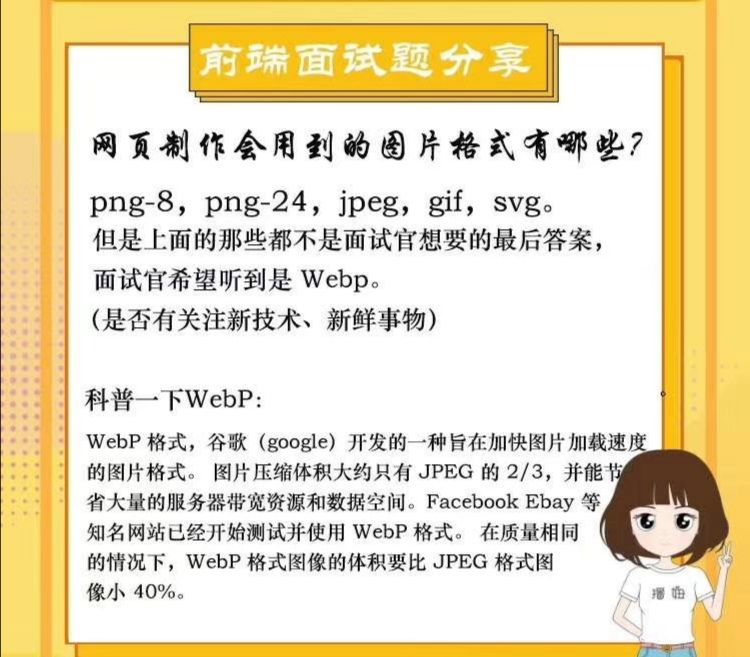 前端面试题分享
网页制作会用到的图片格式有哪些?
png-8，png-24，jpeg，gif，svg。
但是上面的那些都不是面试官想要的最后答案，
面试官希望听到是 Webp。
(是否有关注新技术、新鲜事物)
科普一下WebP:
WebP 格式，谷歌（google）开发的一种旨在加快图片加载速度
的图片格式。 图片压缩体积大约只有 JPEG 的 2/3，并能节
省大量的服务器带宽资源和数据空间。Facebook Ebay 等
知名网站已经开始测试并使用 WebP 格式。 在质量相同
的情况下，WebP 格式图像的体积要比 JPEG 格式图
像小 40%。